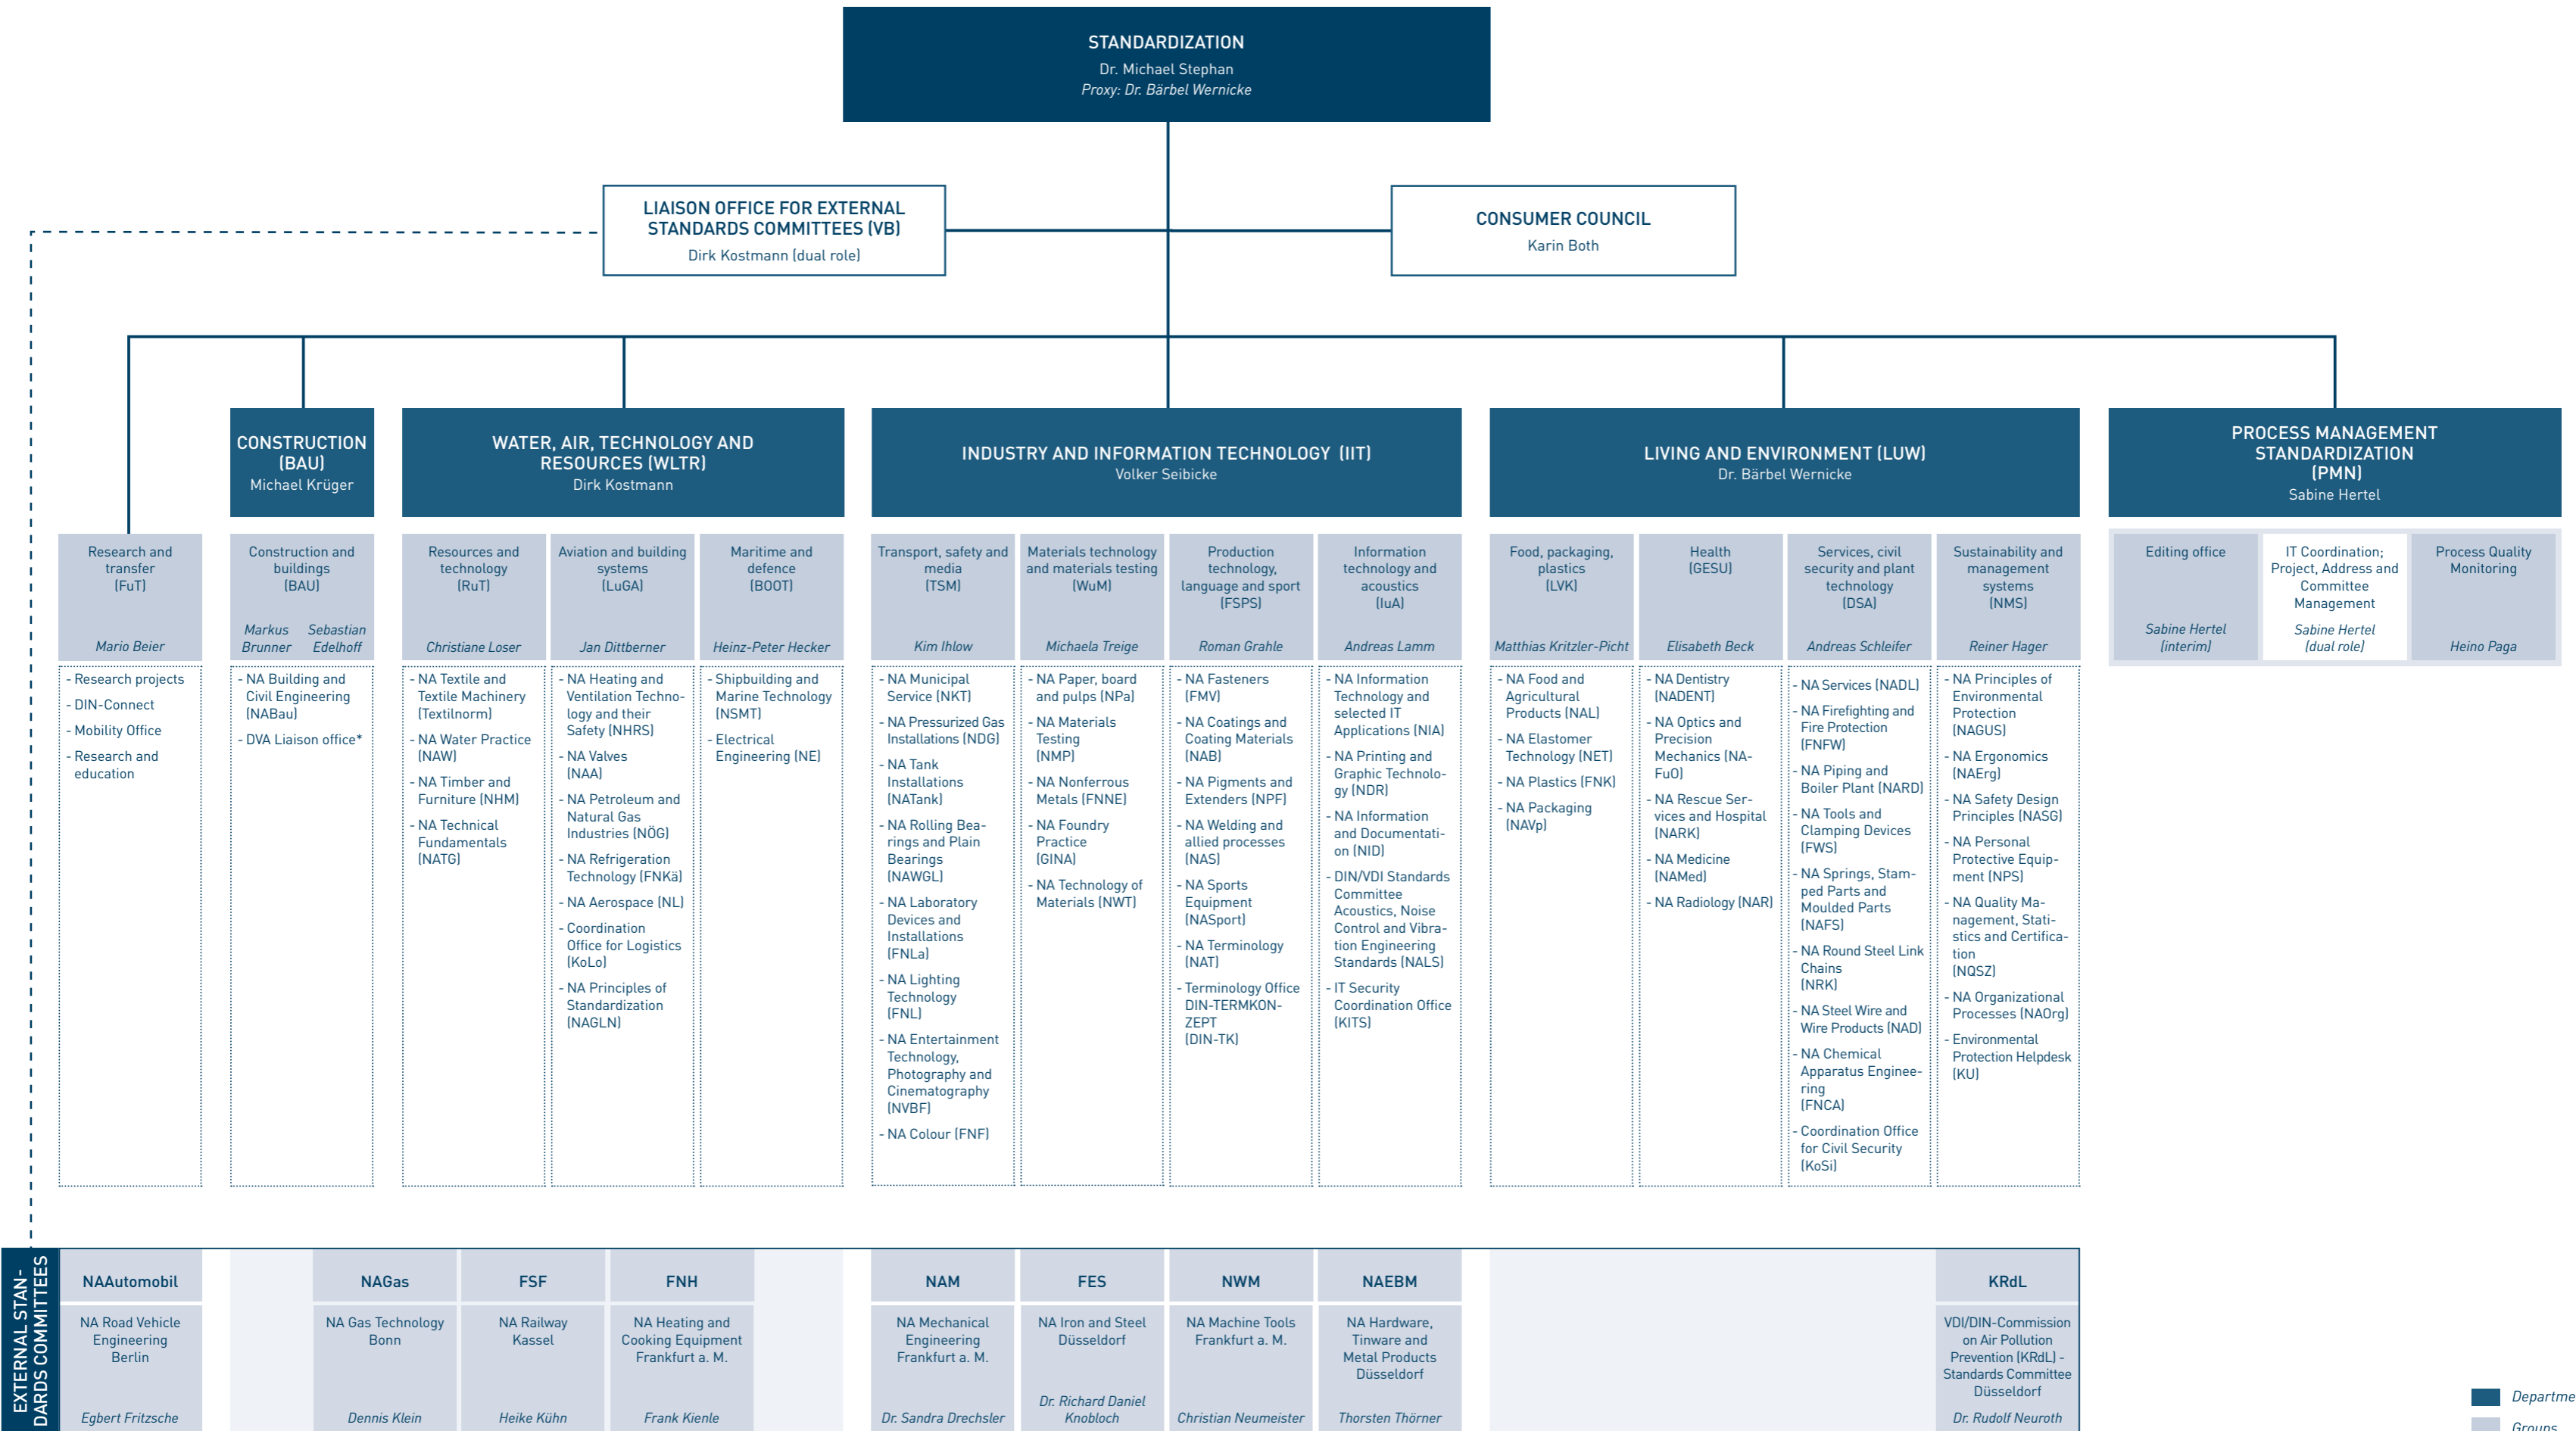 STANDARDIZATION
Dr. Michael Stephan
Proxy: Dr. Bärbel Wernicke
LIAISON OFFICE FOR EXTERNAL
STANDARDS COMMITTEES (VB)
Dirk Kostmann (dual role)
CONSUMER COUNCIL
Karin Both
CONSTRUCTION
(BAU)
Michael Krüger
WATER, AIR, TECHNOLOGY AND
RESOURCES (WLTR)
Dirk Kostmann
INDUSTRY AND INFORMATION TECHNOLOGY (IIT)
Volker Seibicke
LIVING AND ENVIRONMENT (LUW)
Dr. Bärbel Wernicke
PROCESS MANAGEMENT
STANDARDIZATION
(PMN)
Sabine Hertel
Research and
transfer
(FuT)
Mario Beier
- Research projects
- DIN-Connect
- Mobility Office
- Research and
education
Construction and
buildings
(BAU)
Markus
Brunner
Sebastian
Edelhoff
- NA Building and
Civil Engineering
(NABau)
- DVA Liaison office*
Resources and
technology
(RuT)
Christiane Loser
- NA Textile and
Textile Machinery
(Textilnorm)
- NA Water Practice
(NAW)
- NA Timber and
Furniture (NHM)
- NA Technical
Fundamentals
(NATG)
Aviation and building
systems
(LuGA)
Jan Dittberner
- NA Heating and
Ventilation Techno-
logy and their
Safety (NHRS)
- NA Valves
(NAA)
- NA Petroleum and
Natural Gas
Industries (NÖG)
- NA Refrigeration
Technology (FNKä)
- NA Aerospace (NL)
- Coordination
Office for Logistics
(KoLo)
- NA Principles of
Standardization
(NAGLN)
Maritime and
defence
(BOOT)
Heinz-Peter Hecker
- Shipbuilding and
Marine Technology
(NSMT)
- Electrical
Engineering (NE)
Transport, safety and
media
(TSM)
Kim Ihlow
- NA Municipal
Service (NKT)
- NA Pressurized Gas
Installations (NDG)
- NA Tank
Installations
(NATank)
- NA Rolling Bea-
rings and Plain
Bearings
(NAWGL)
- NA Laboratory
Devices and
Installations
(FNLa)
- NA Lighting
Technology
(FNL)
- NA Entertainment
Technology,
Photography and
Cinematography
(NVBF)
- NA Colour (FNF)
Materials technology
and materials testing
(WuM)
Michaela Treige
- NA Paper, board
and pulps (NPa)
- NA Materials
Testing
(NMP)
- NA Nonferrous
Metals (FNNE)
- NA Foundry
Practice
(GINA)
- NA Technology of
Materials (NWT)
Production
technology,
language and sport
(FSPS)
Roman Grahle
- NA Fasteners
(FMV)
- NA Coatings and
Coating Materials
(NAB)
- NA Pigments and
Extenders (NPF)
- NA Welding and
allied processes
(NAS)
- NA Sports
Equipment
(NASport)
- NA Terminology
(NAT)
- Terminology Office
DIN-TERMKON-
ZEPT
(DIN-TK)
Information
technology and
acoustics
(IuA)
Andreas Lamm
- NA Information
Technology and
selected IT
Applications (NIA)
- NA Printing and
Graphic Technolo-
gy (NDR)
- NA Information
and Documentati-
on (NID)
- DIN/VDI Standards
Committee
Acoustics, Noise
Control and Vibra-
tion Engineering
Standards (NALS)
- IT Security
Coordination Office
(KITS)
Food, packaging,
plastics
(LVK)
Matthias Kritzler-Picht
- NA Food and
Agricultural
Products (NAL)
- NA Elastomer
Technology (NET)
- NA Plastics (FNK)
- NA Packaging
(NAVp)
Health
(GESU)
Elisabeth Beck
- NA Dentistry
(NADENT)
- NA Optics and
Precision
Mechanics (NA-
FuO)
- NA Rescue Ser-
vices and Hospital
(NARK)
- NA Medicine
(NAMed)
- NA Radiology (NAR)
Services, civil
security and plant
technology
(DSA)
Andreas Schleifer
- NA Services (NADL)
- NA Firefighting and
Fire Protection
(FNFW)
- NA Piping and
Boiler Plant (NARD)
- NA Tools and
Clamping Devices
(FWS)
- NA Springs, Stam-
ped Parts and
Moulded Parts
(NAFS)
- NA Round Steel Link
Chains
(NRK)
- NA Steel Wire and
Wire Products (NAD)
- NA Chemical
Apparatus Enginee-
ring
(FNCA)
- Coordination Office
for Civil Security
(KoSi)
Sustainability and
management
systems
(NMS)
Reiner Hager
- NA Principles of
Environmental
Protection
(NAGUS)
- NA Ergonomics
(NAErg)
- NA Safety Design
Principles (NASG)
- NA Personal
Protective Equip-
ment (NPS)
- NA Quality Ma-
nagement, Stati-
stics and Certifica-
tion
(NQSZ)
- NA Organizational
Processes (NAOrg)
- Environmental
Protection Helpdesk
(KU)
Editing office
Sabine Hertel
(interim)
IT Coordination;
Project, Address and
Committee
Management
Sabine Hertel
(dual role)
Process Quality
Monitoring
Heino Paga
EXTERNAL STAN-
DARDS COMMITTEES
NAAutomobil
NA Road Vehicle
Engineering
Berlin
Egbert Fritzsche
NAGas
NA Gas Technology
Bonn
Dennis Klein
FSF
NA Railway
Kassel
Heike Kühn
FNH
NA Heating and
Cooking Equipment
Frankfurt a. M.
Frank Kienle
NAM
NA Mechanical
Engineering
Frankfurt a. M.
Dr. Sandra Drechsler
FES
NA Iron and Steel
Düsseldorf
Dr. Richard Daniel
Knobloch
NWM
NA Machine Tools
Frankfurt a. M.
Christian Neumeister
NAEBM
NA Hardware,
Tinware and
Metal Products
Düsseldorf
Thorsten Thörner
KRdL
VDI/DIN-Commission
on Air Pollution
Prevention (KRdL) -
Standards Committee
Düsseldorf
Dr. Rudolf Neuroth
Departme
Groups